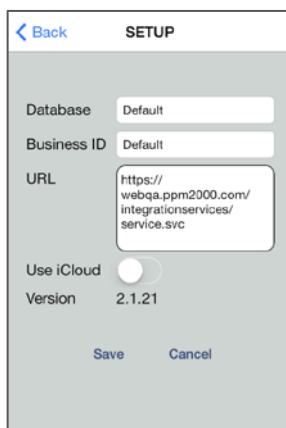 Back SETUP
Database Default
Business ID Default
URL https://
webqa.ppm2000.com/
integrationservices/
service.svc
Use iCloud
Version 2.1.21
Save Cancel